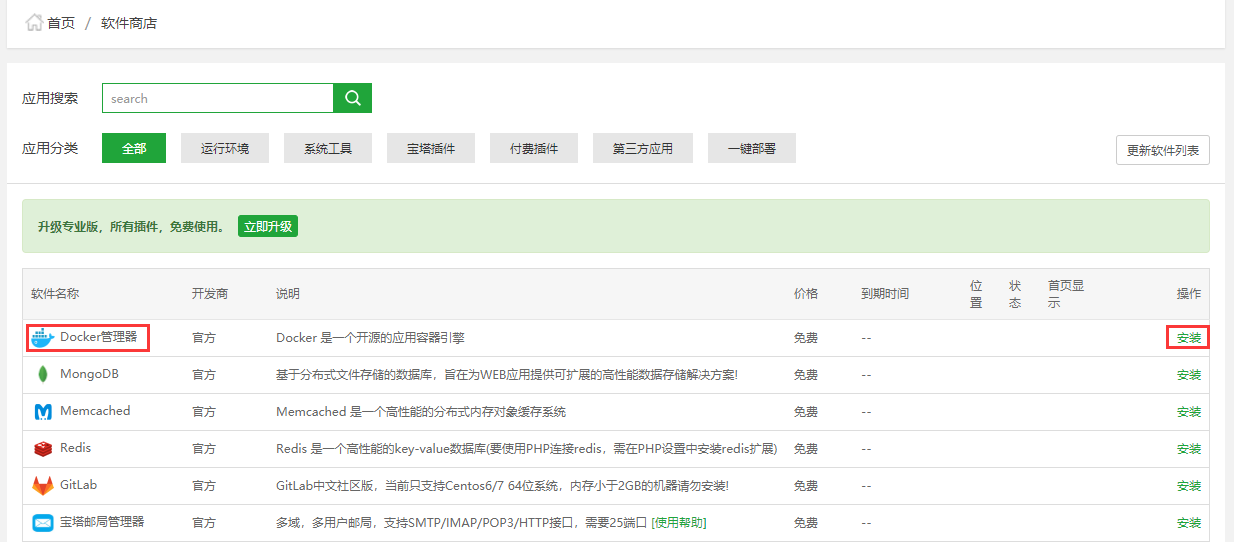 首页 / 软件商店
应用搜索 search
应用分类 全部 运行环境 系统工具 宝塔插件 付费插件 第三方应用 一键部署 更新软件列表
升级专业版，所有插件，免费使用。 立即升级
软件名称 开发商 说明 价格 到期时间 位置 状态 首页显示 操作
Docker管理器 官方 Docker 是一个开源的应用容器引擎 免费 -- 安装
MongoDB 官方 基于分布式文件存储的数据库，旨在为WEB应用提供可扩展的高性能数据存储解决方案! 免费 -- 安装
Memcached 官方 Memcached 是一个高性能的分布式内存对象缓存系统 免费 -- 安装
Redis 官方 Redis 是一个高性能的key-value数据库(要使用PHP连接redis，需在PHP设置中安装redis扩展) 免费 -- 安装
GitLab 官方 GitLab中文社区版，当前只支持Centos6/7 64位系统，内存小于2GB的机器请勿安装! 免费 -- 安装
宝塔邮局管理器 官方 多域，多用户邮局，支持SMTP/IMAP/POP3/HTTP接口，需要25端口 [使用帮助] 免费 -- 安装